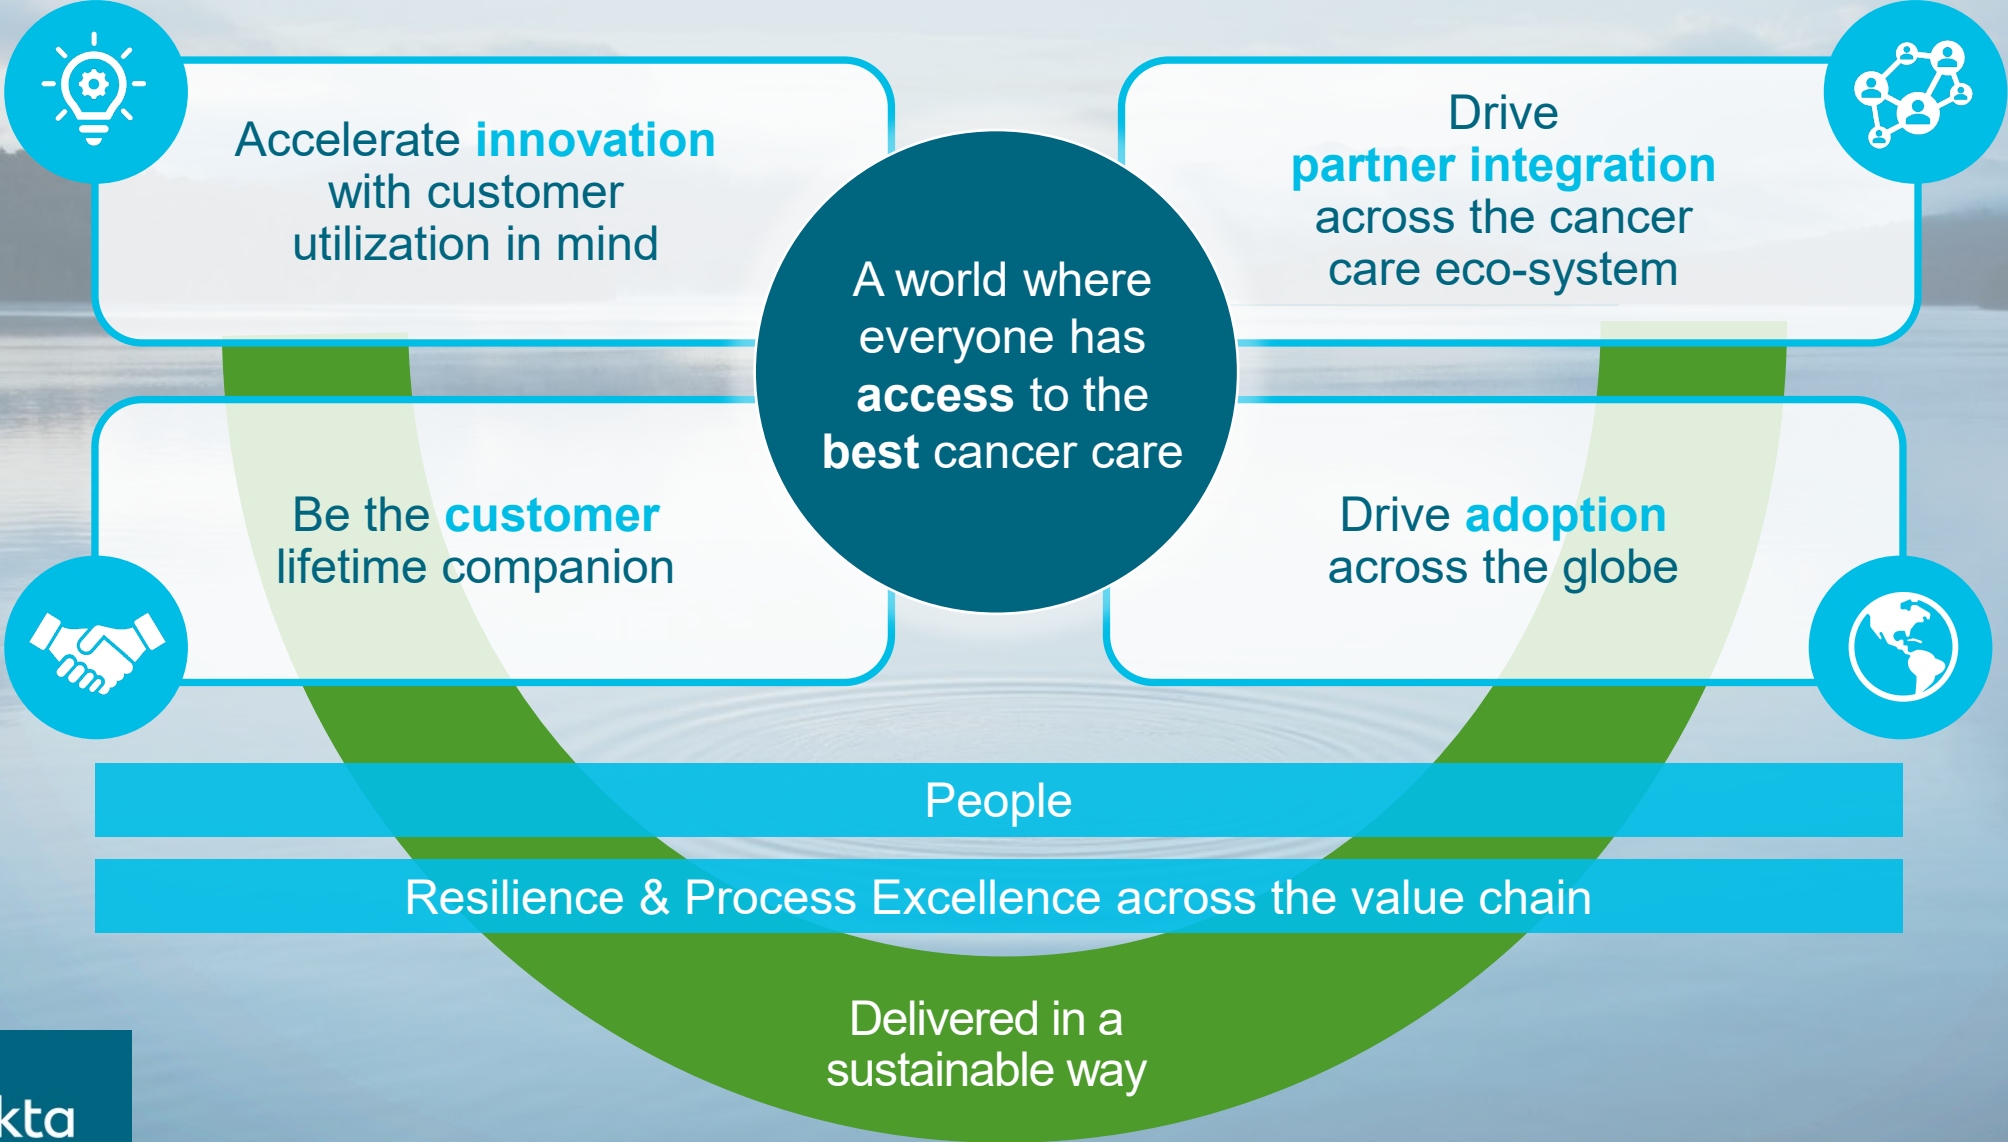 Accelerate innovation
with customer
utilization in mind
Drive
partner integration
across the cancer
care eco-system
A world where
everyone has
access to the
best cancer care
Be the customer
lifetime companion
Drive adoption
across the globe
People
Resilience & Process Excellence across the value chain
Delivered in a
sustainable way
kta